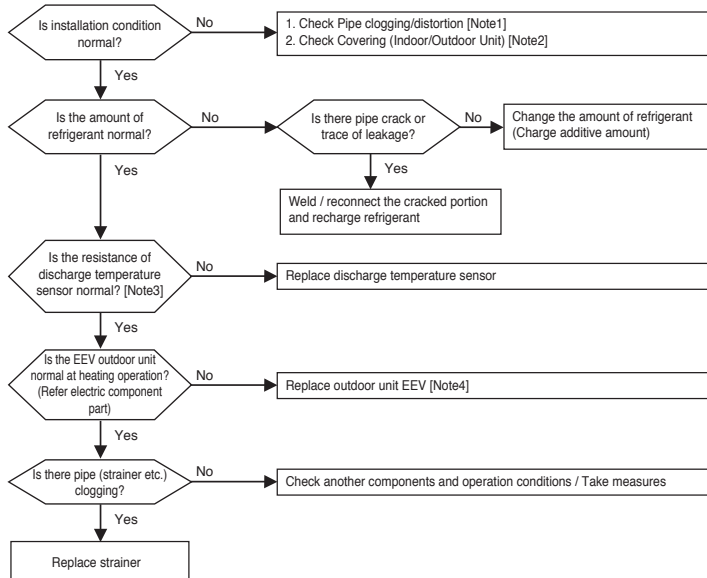 Is installation condition
normal?
No
1. Check Pipe clogging/distortion [Note1]
2. Check Covering (Indoor/Outdoor Unit) [Note2]
Yes
Is the amount of
refrigerant normal?
No
Is there pipe crack or
trace of leakage?
No
Change the amount of refrigerant
(Charge additive amount)
Yes
Yes
Weld / reconnect the cracked portion
and recharge refrigerant
Is the resistance of
discharge temperature
sensor normal? [Note3]
No
Replace discharge temperature sensor
Yes
Is the EEV outdoor unit
normal at heating operation?
(Refer electric component
part)
No
Replace outdoor unit EEV [Note4]
Yes
Is there pipe (strainer etc.)
clogging?
No
Check another components and operation conditions / Take measures
Yes
Replace strainer